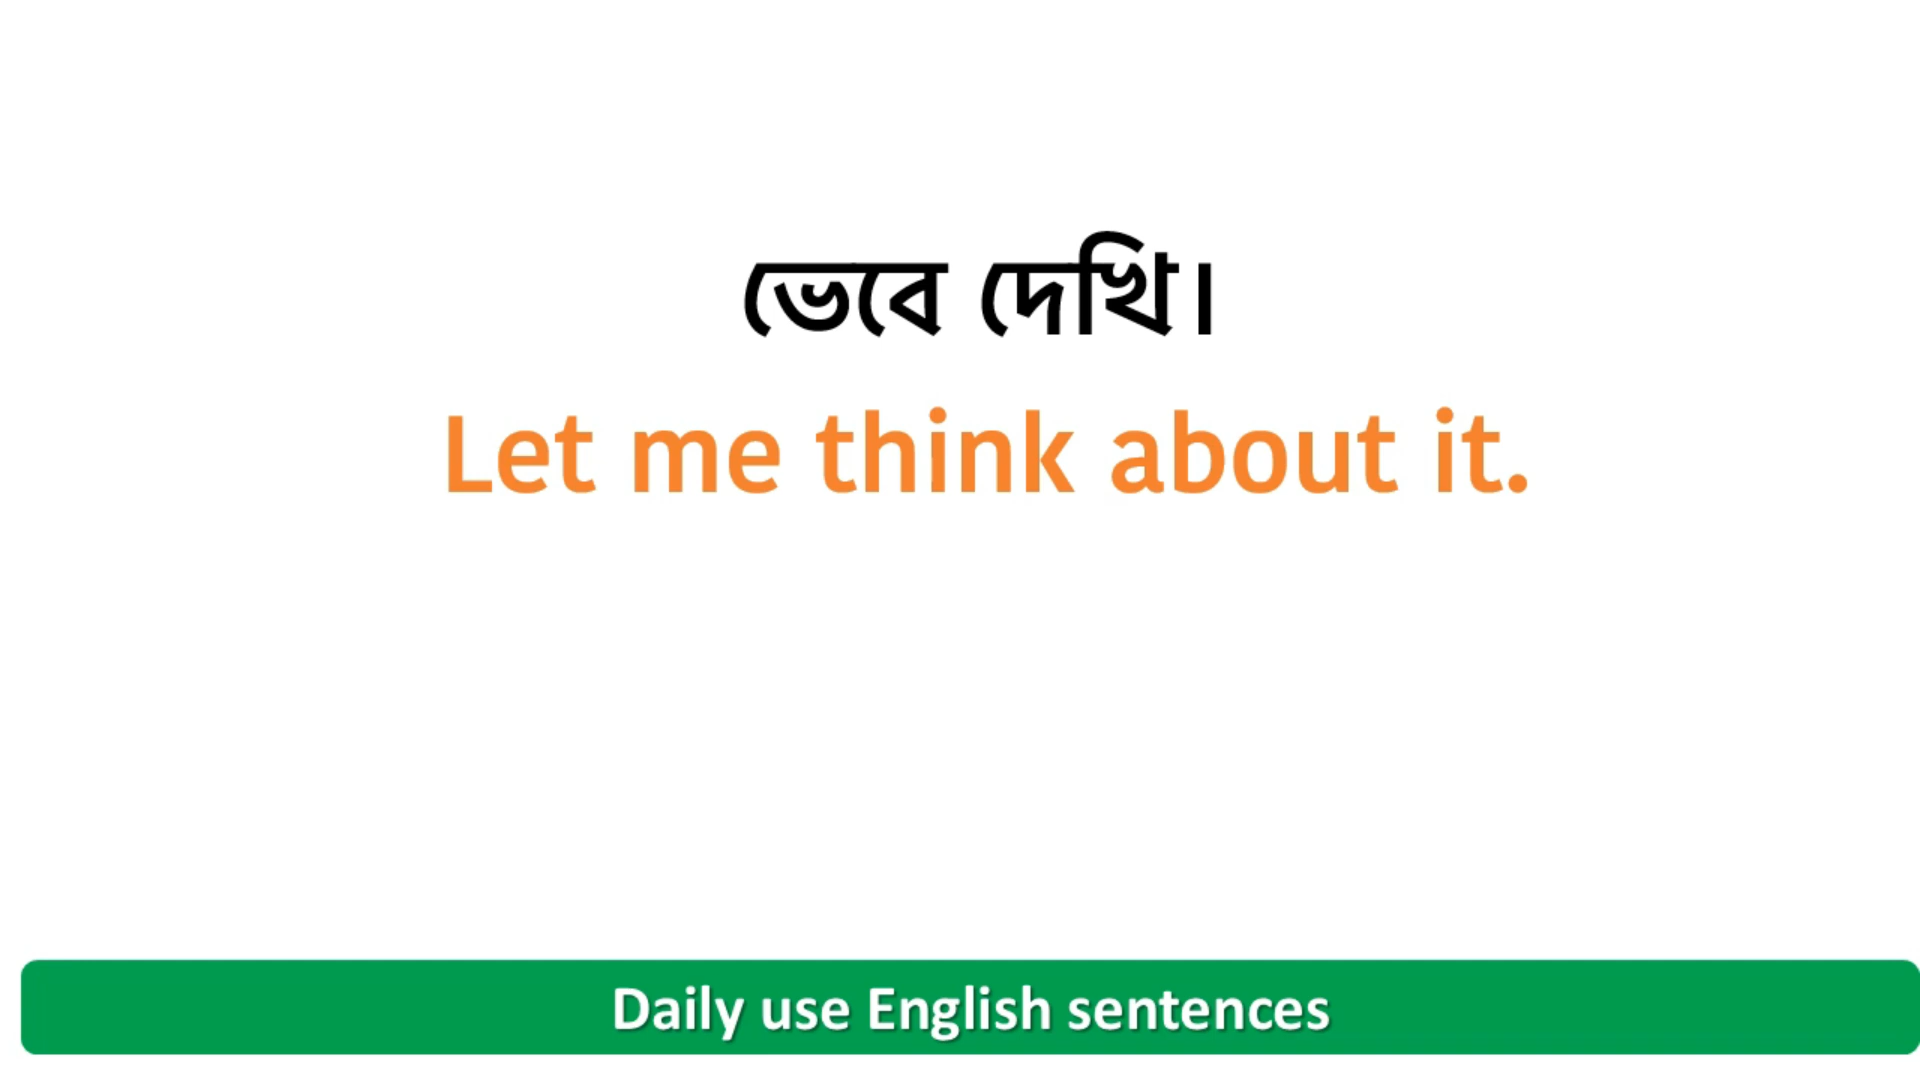 ভেবে দেখি।
Let me think about it.
Daily use English sentences